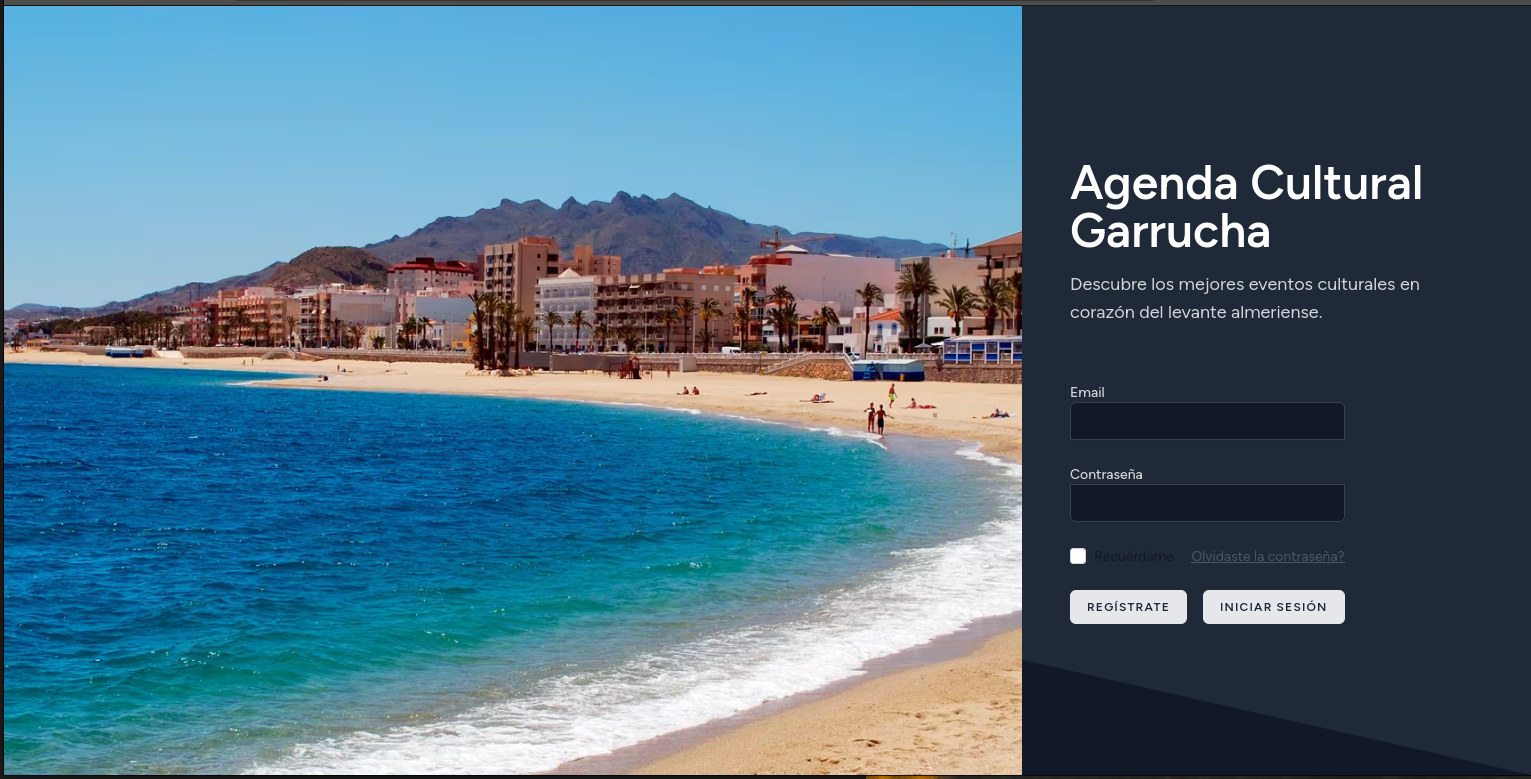 Agenda Cultural
Garrucha
Descubre los mejores eventos culturales en
corazón del levante almeriense.
Email
Contraseña
Recuérdame Olvidaste la contraseña?
REGÍSTRATE INICIAR SESIÓN